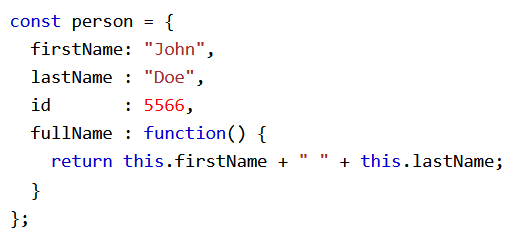 const person = {
  firstName: "John",
  lastName : "Doe",
  id       : 5566,
  fullName : function() {
    return this.firstName + " " + this.lastName;
  }
};